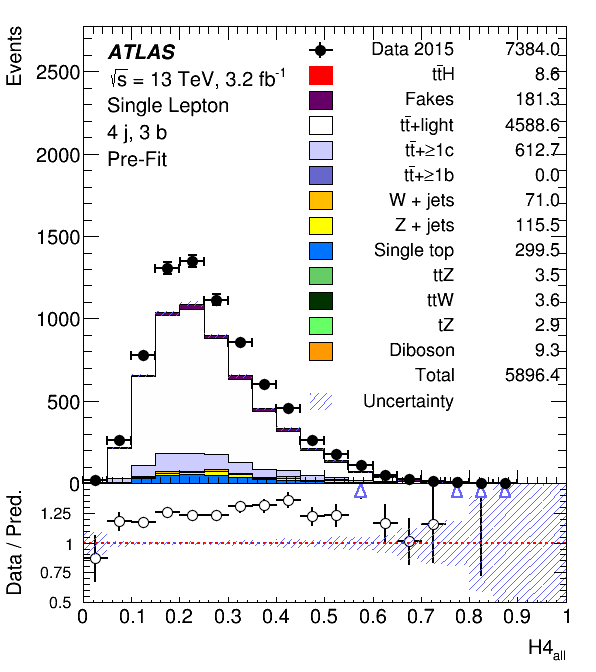 Events
2500
2000
1500
1000
500
0
ATLAS
√s = 13 TeV, 3.2 fb⁻¹
Single Lepton
4 j, 3 b
Pre-Fit
Data 2015 7384.0
tt̄H 8.6
Fakes 181.3
tt̄+light 4588.6
tt̄+≥1c 612.7
tt̄+≥1b 0.0
W + jets 71.0
Z + jets 115.5
Single top 299.5
ttZ 3.5
ttW 3.6
tZ 2.9
Diboson 9.3
Total 5896.4
Uncertainty
Data / Pred.
1.25
1
0.75
0.5
0 0.1 0.2 0.3 0.4 0.5 0.6 0.7 0.8 0.9 1
H4all